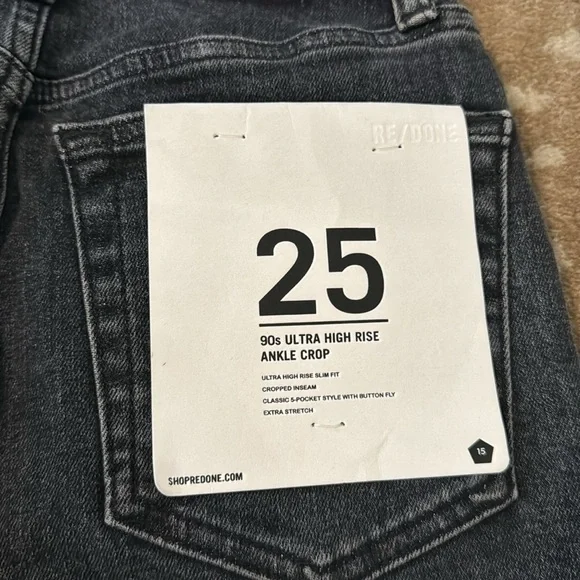 RE/DONE
25
90s ULTRA HIGH RISE
ANKLE CROP
ULTRA HIGH RISE SLIM FIT
CROPPED INSEAM
CLASSIC 5-POCKET STYLE WITH BUTTON FLY
EXTRA STRETCH
15
SHOPREDONE.COM